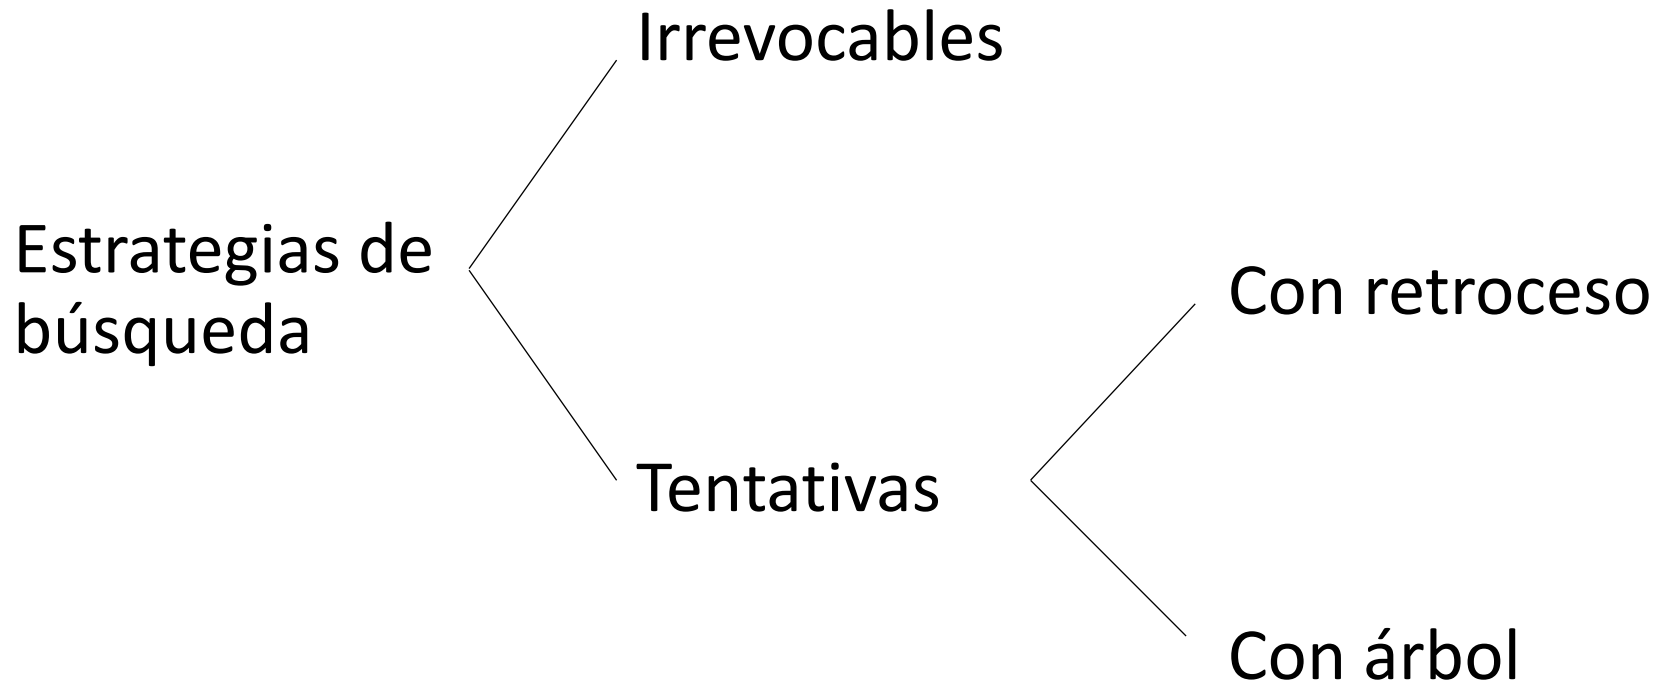 Irrevocables
Estrategias de
búsqueda
Con retroceso
Tentativas
Con árbol